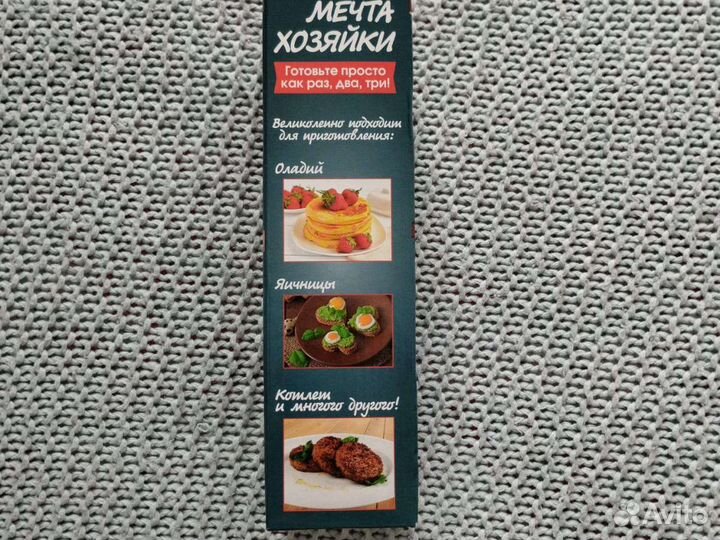 МЕЧТА
ХОЗЯЙКИ
Готовьте просто
как раз, два, три!
Великолепно подходит
для приготовления:
Оладий
Яичницы
Котлет
и многого другого!
Avito